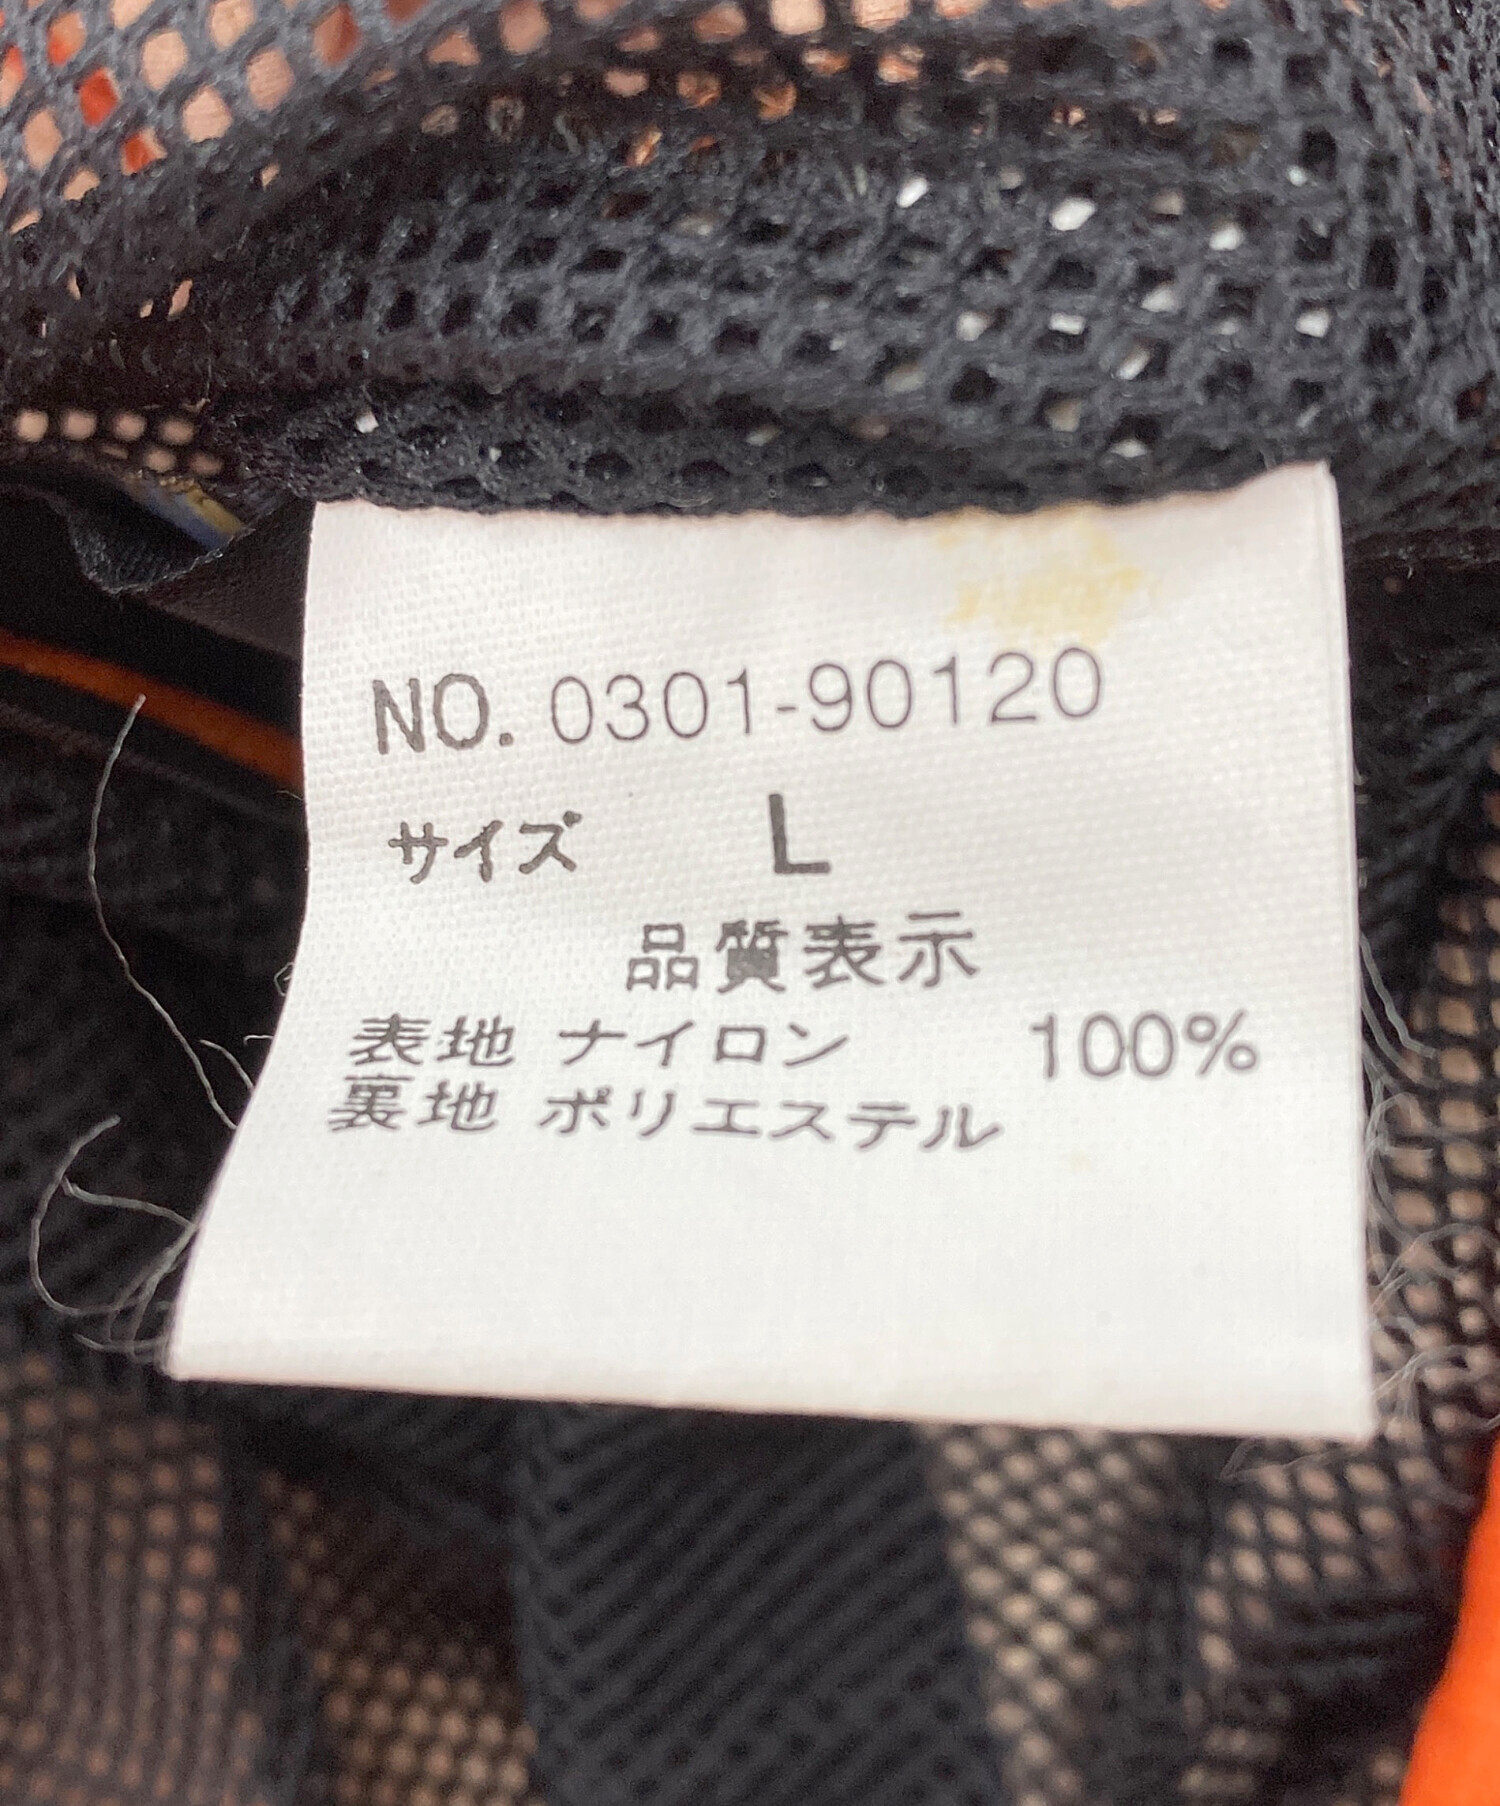 NO. 0301-90120
サイズ L
品質表示
表地 ナイロン 100%
裏地 ポリエステル